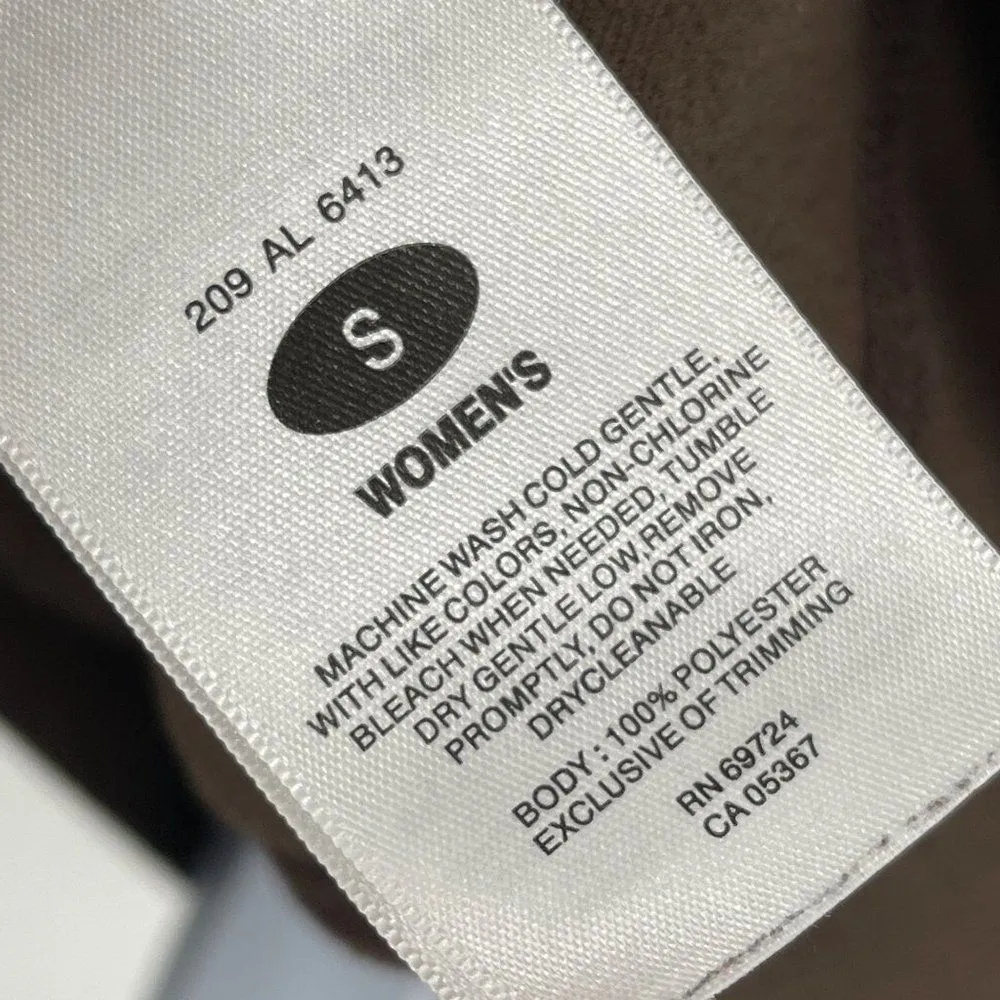 209 AL 6413
S
WOMEN'S
MACHINE WASH COLD GENTLE,
WITH LIKE COLORS, NON-CHLORINE
BLEACH WHEN NEEDED, TUMBLE
DRY GENTLE LOW,REMOVE
PROMPTLY, DO NOT IRON,
DRYCLEANABLE
BODY : 100% POLYESTER
EXCLUSIVE OF TRIMMING
RN 69724
CA 05367